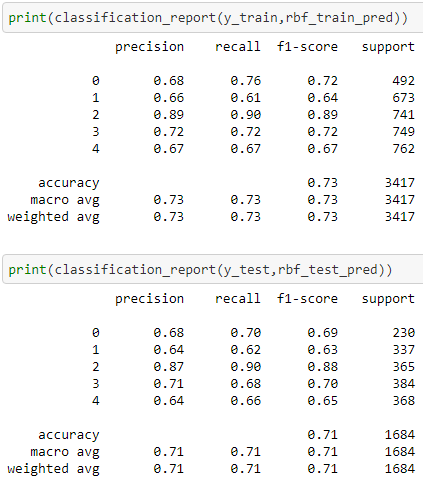 print(classification_report(y_train,rbf_train_pred))
precision recall f1-score support
0 0.68 0.76 0.72 492
1 0.66 0.61 0.64 673
2 0.89 0.90 0.89 741
3 0.72 0.72 0.72 749
4 0.67 0.67 0.67 762
accuracy 0.73 3417
macro avg 0.73 0.73 0.73 3417
weighted avg 0.73 0.73 0.73 3417
print(classification_report(y_test,rbf_test_pred))
precision recall f1-score support
0 0.68 0.70 0.69 230
1 0.64 0.62 0.63 337
2 0.87 0.90 0.88 365
3 0.71 0.68 0.70 384
4 0.64 0.66 0.65 368
accuracy 0.71 1684
macro avg 0.71 0.71 0.71 1684
weighted avg 0.71 0.71 0.71 1684